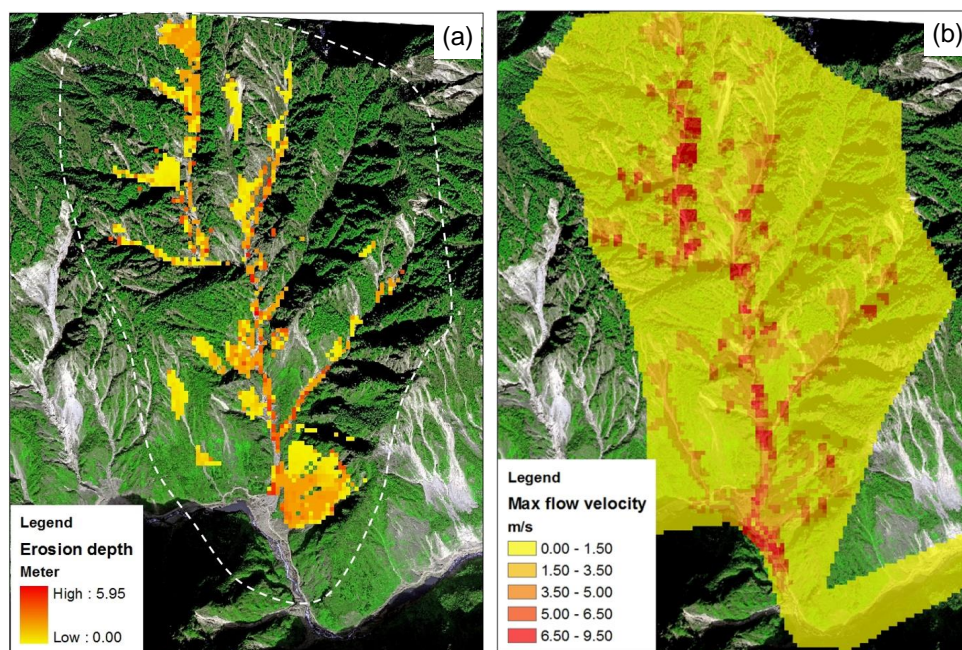 (a)
Legend
Erosion depth
Meter
High : 5.95
Low : 0.00
(b)
Legend
Max flow velocity
m/s
0.00 - 1.50
1.50 - 3.50
3.50 - 5.00
5.00 - 6.50
6.50 - 9.50